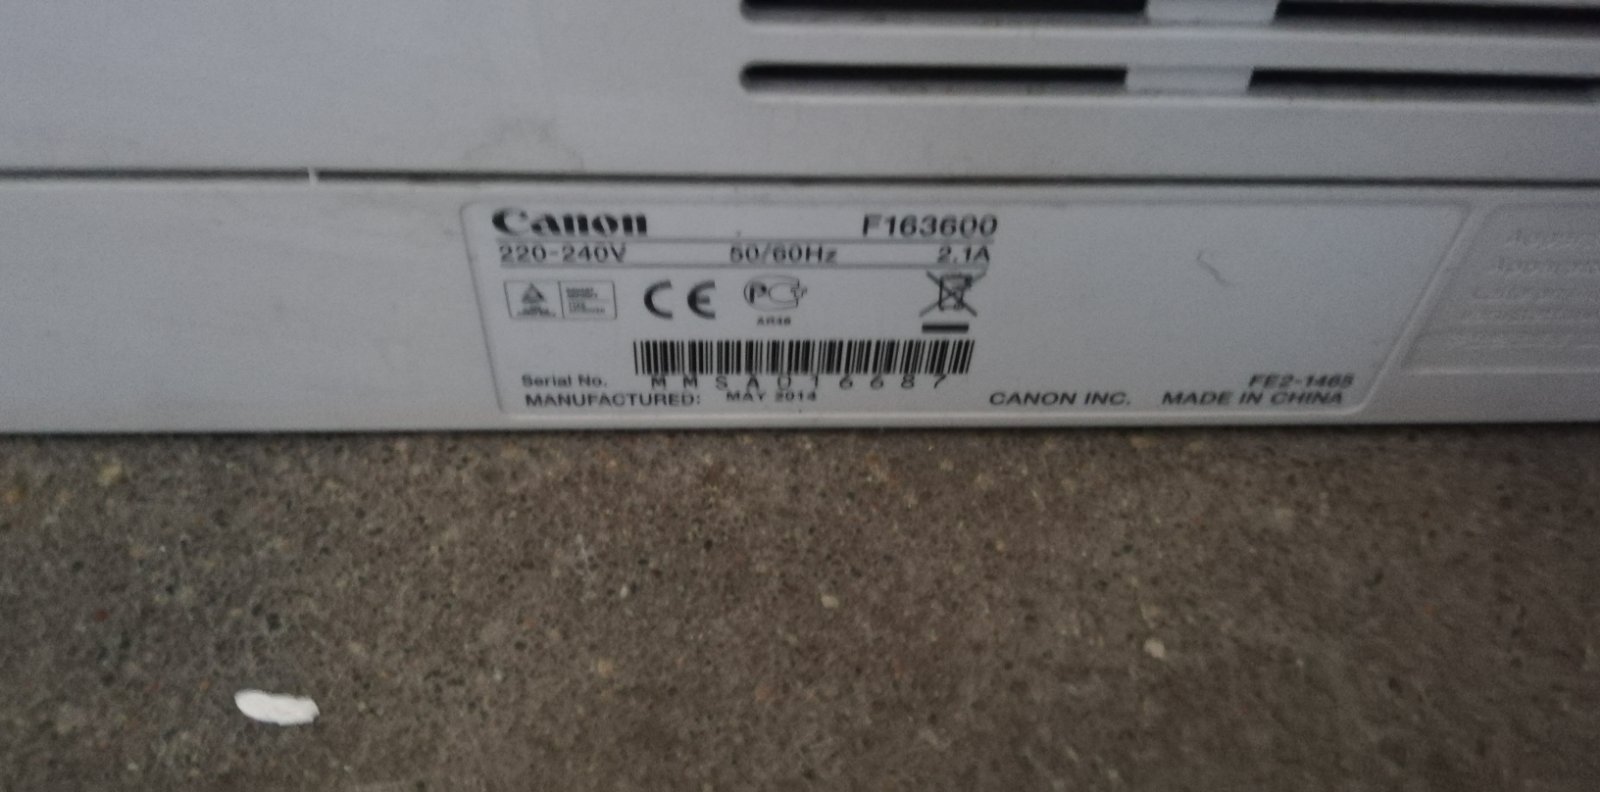 Canon F163600
220-240V 50/60Hz 2.1A
CE PC
Serial No. MMSA016687
FE2-1465
MANUFACTURED: MAY 2014 CANON INC. MADE IN CHINA